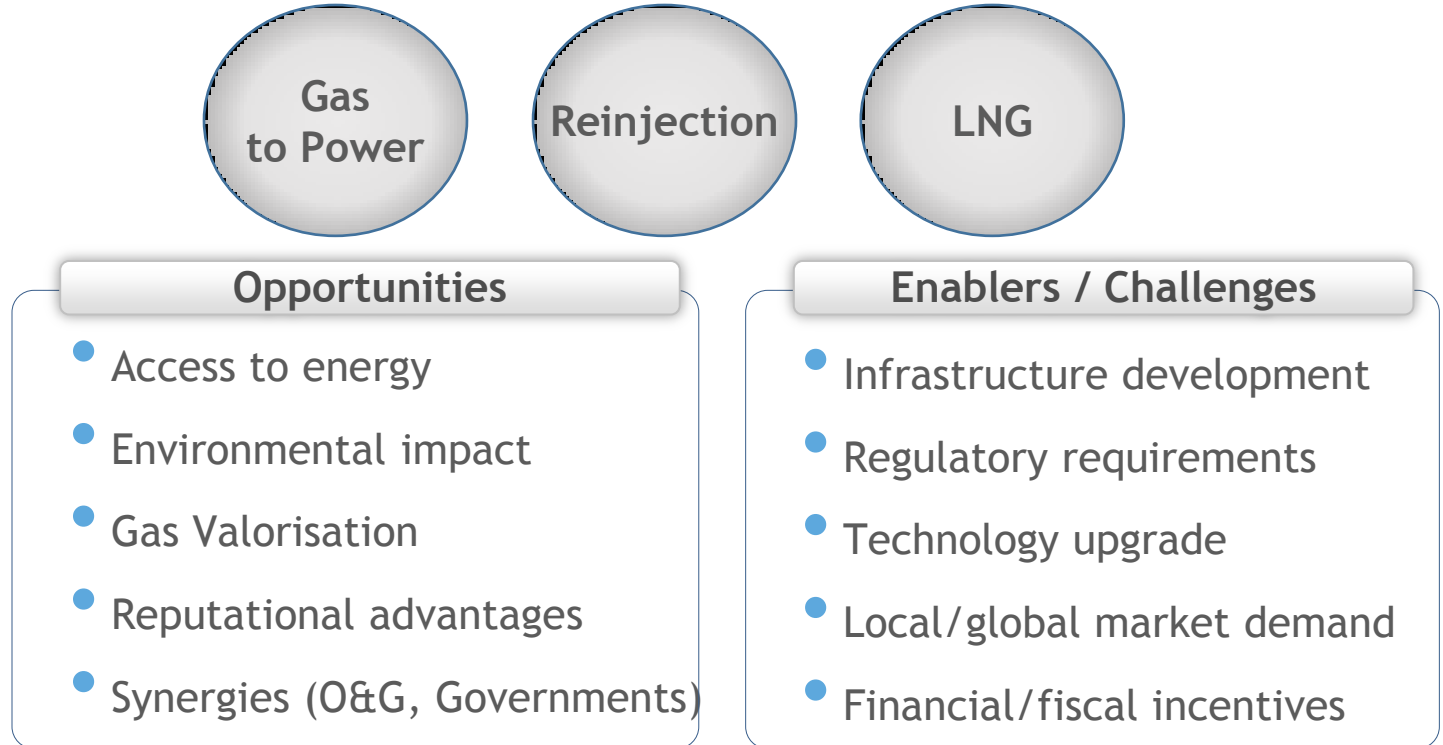 Gas
to Power
Reinjection
LNG
Opportunities
Access to energy
Environmental impact
Gas Valorisation
Reputational advantages
Synergies (O&G, Governments)
Enablers / Challenges
Infrastructure development
Regulatory requirements
Technology upgrade
Local/global market demand
Financial/fiscal incentives